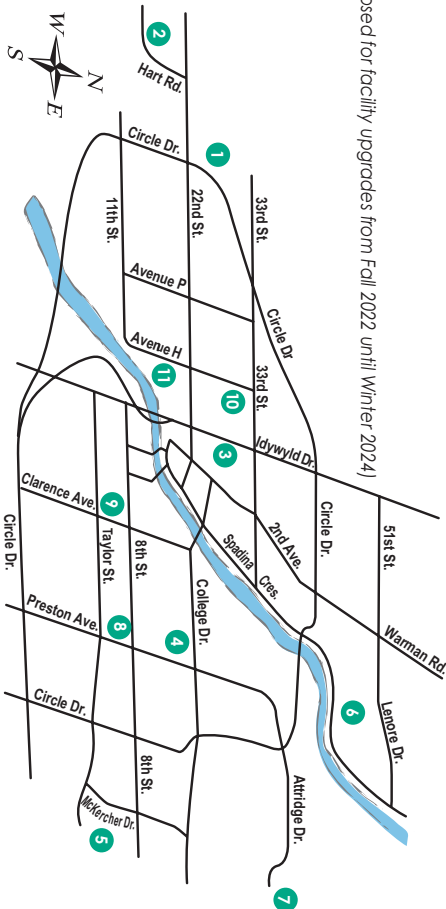 osed for facility upgrades from Fall 2022 until Winter 2024)
N
W
E
S
2
Hart Rd.
Circle Dr.
1
11th St.
22nd St.
33rd St.
Avenue P
Circle Dr
Avenue H
33rd St.
11
10
3
Idywyld Dr.
Clarence Ave.
9
Circle Dr.
51st St.
2nd Ave.
Circle Dr.
Taylor St.
8th St.
Spadina
Cres.
Warman Rd.
Preston Ave.
8
College Dr.
4
6
Lenore Dr.
Circle Dr.
8th St.
Attridge Dr.
McKercher Dr.
5
7